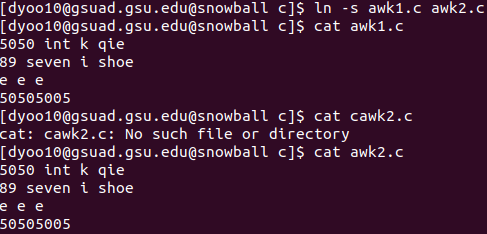 [dyoo10@gsuad.gsu.edu@snowball c]$ ln -s awk1.c awk2.c
[dyoo10@gsuad.gsu.edu@snowball c]$ cat awk1.c
5050 int k qie
89 seven i shoe
e e e
50505005
[dyoo10@gsuad.gsu.edu@snowball c]$ cat cawk2.c
cat: cawk2.c: No such file or directory
[dyoo10@gsuad.gsu.edu@snowball c]$ cat awk2.c
5050 int k qie
89 seven i shoe
e e e
50505005